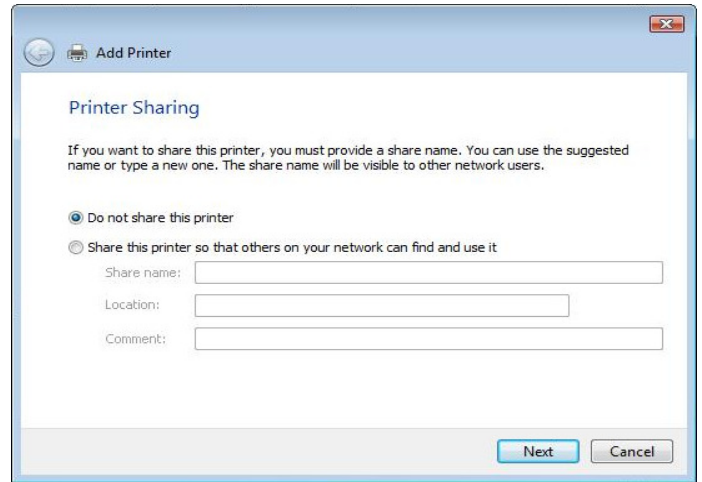 Add Printer
Printer Sharing
If you want to share this printer, you must provide a share name. You can use the suggested
name or type a new one. The share name will be visible to other network users.
Do not share this printer
Share this printer so that others on your network can find and use it
Share name:
Location:
Comment:
Next Cancel